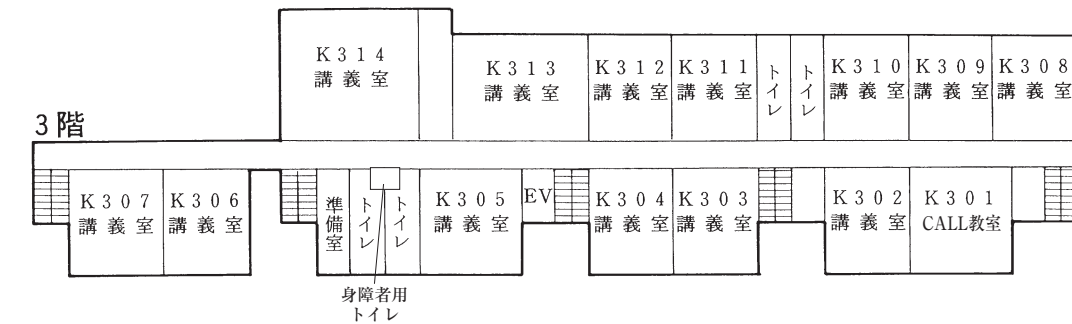 K314
講義室
K313
講義室
K312
講義室
K311
講義室
トイレ
トイレ
K310
講義室
K309
講義室
K308
講義室
3階
K307
講義室
K306
講義室
準備室
トイレ
トイレ
K305
講義室
EV
K304
講義室
K303
講義室
K302
講義室
K301
CALL教室
身障者用
トイレ